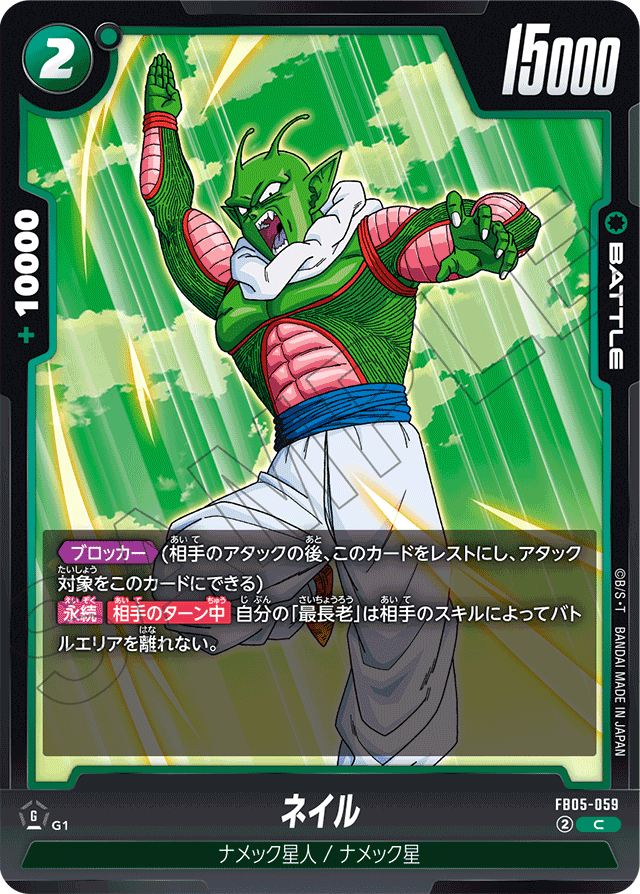 2
15000
+10000
BATTLE
ブロッカー (相手のアタックの後、このカードをレストにし、アタック
対象をこのカードにできる)
永続 相手のターン中 自分の「最長老」は相手のスキルによってバト
ルエリアを離れない。
SAMPLE
©B/S・T BANDAI MADE IN JAPAN
G
G1
ネイル
FB05-059
② C
ナメック星人 / ナメック星